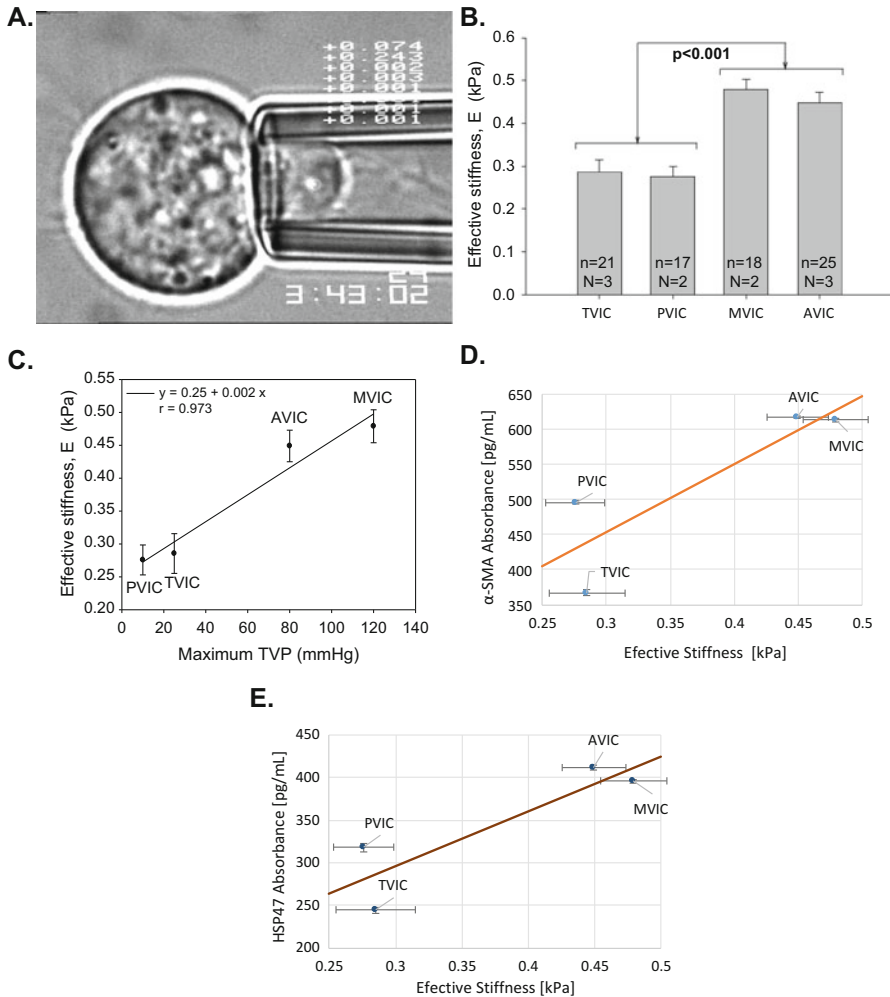 A.
+0.074
+0.243
+0.002
+0.003
+0.001
+0.001
3:43:02
B.
Effective stiffness, E (kPa)
0.6
0.5
0.4
0.3
0.2
0.1
0.0
p<0.001
n=21
N=3
n=17
N=2
n=18
N=2
n=25
N=3
TVIC
PVIC
MVIC
AVIC
C.
Effective stiffness, E (kPa)
0.55
0.50
0.45
0.40
0.35
0.30
0.25
0.20
y = 0.25 + 0.002 x
r = 0.973
AVIC
MVIC
PVIC
TVIC
0 20 40 60 80 100 120 140
Maximum TVP (mmHg)
D.
α-SMA Absorbance [pg/mL]
650
600
550
500
450
400
350
AVIC
MVIC
PVIC
TVIC
0.25 0.3 0.35 0.4 0.45 0.5
Efective Stiffness [kPa]
E.
HSP47 Absorbance [pg/mL]
450
400
350
300
250
200
AVIC
MVIC
PVIC
TVIC
0.25 0.3 0.35 0.4 0.45 0.5
Efective Stiffness [kPa]